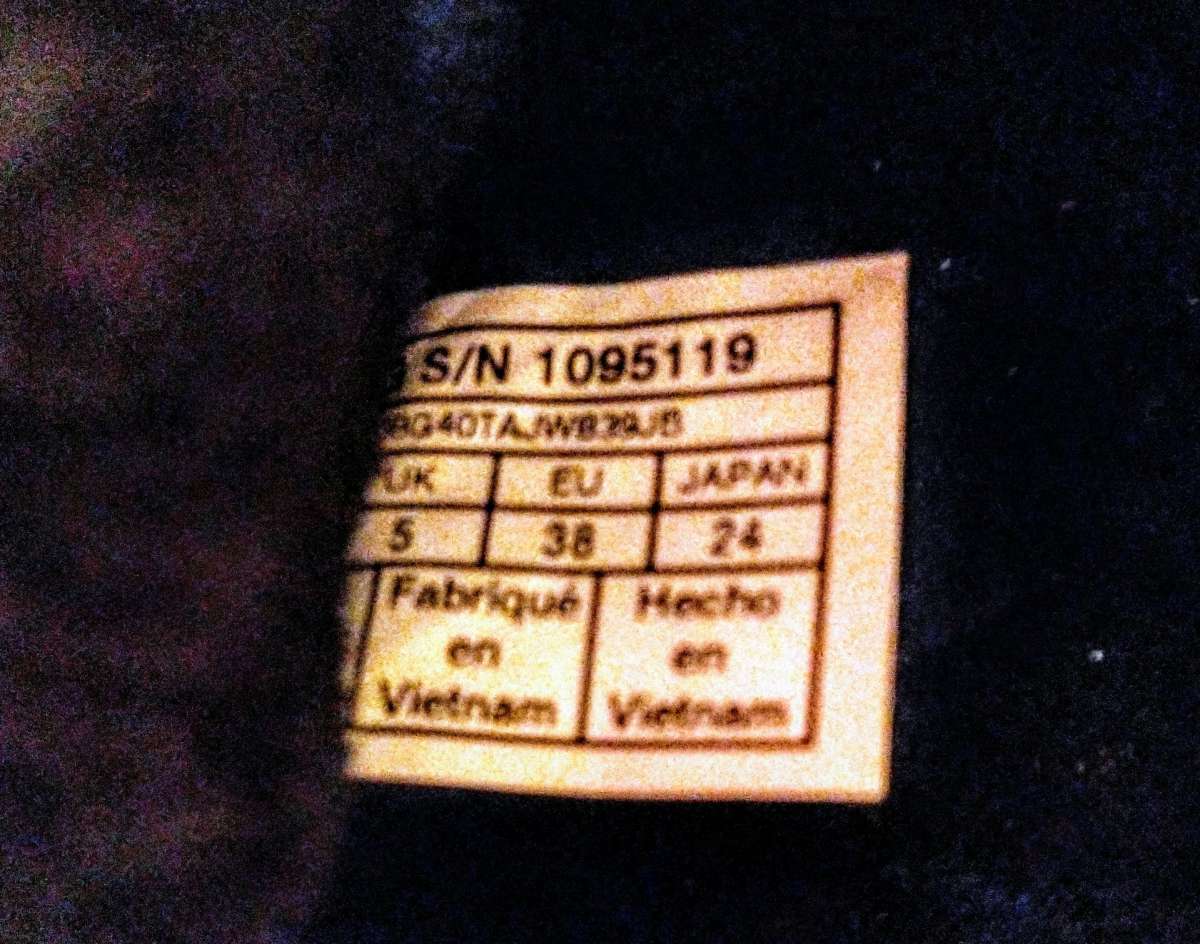 S/N 1095119
UK EU JAPAN
5 38 24
Fabriqué Hecho
en en
Vietnam Vietnam